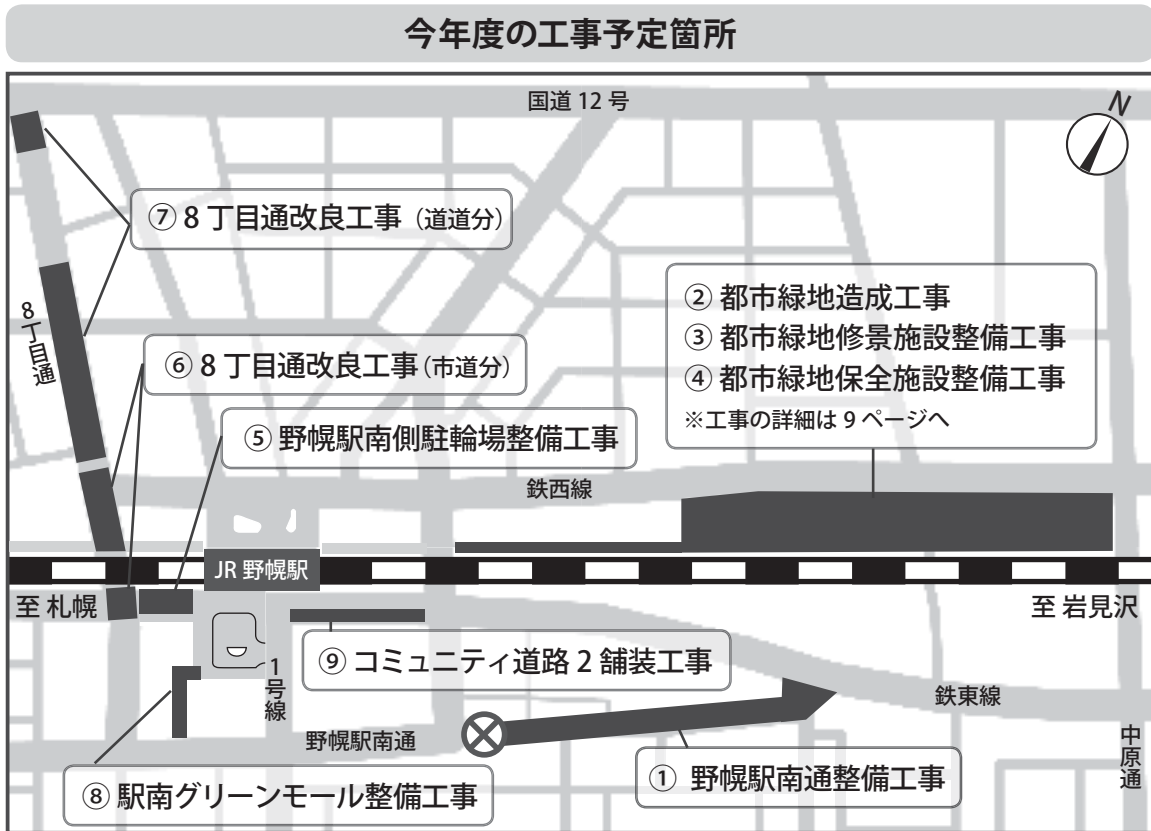 今年度の工事予定箇所
国道 12 号
N
⑦ 8 丁目通改良工事 (道道分)
8丁目通
② 都市緑地造成工事
③ 都市緑地修景施設整備工事
④ 都市緑地保全施設整備工事
※工事の詳細は 9 ページへ
⑥ 8 丁目通改良工事 (市道分)
⑤ 野幌駅南側駐輪場整備工事
鉄西線
JR 野幌駅
至 札幌
至 岩見沢
⑨ コミュニティ道路 2 舗装工事
1号線
鉄東線
野幌駅南通
中原通
① 野幌駅南通整備工事
⑧ 駅南グリーンモール整備工事